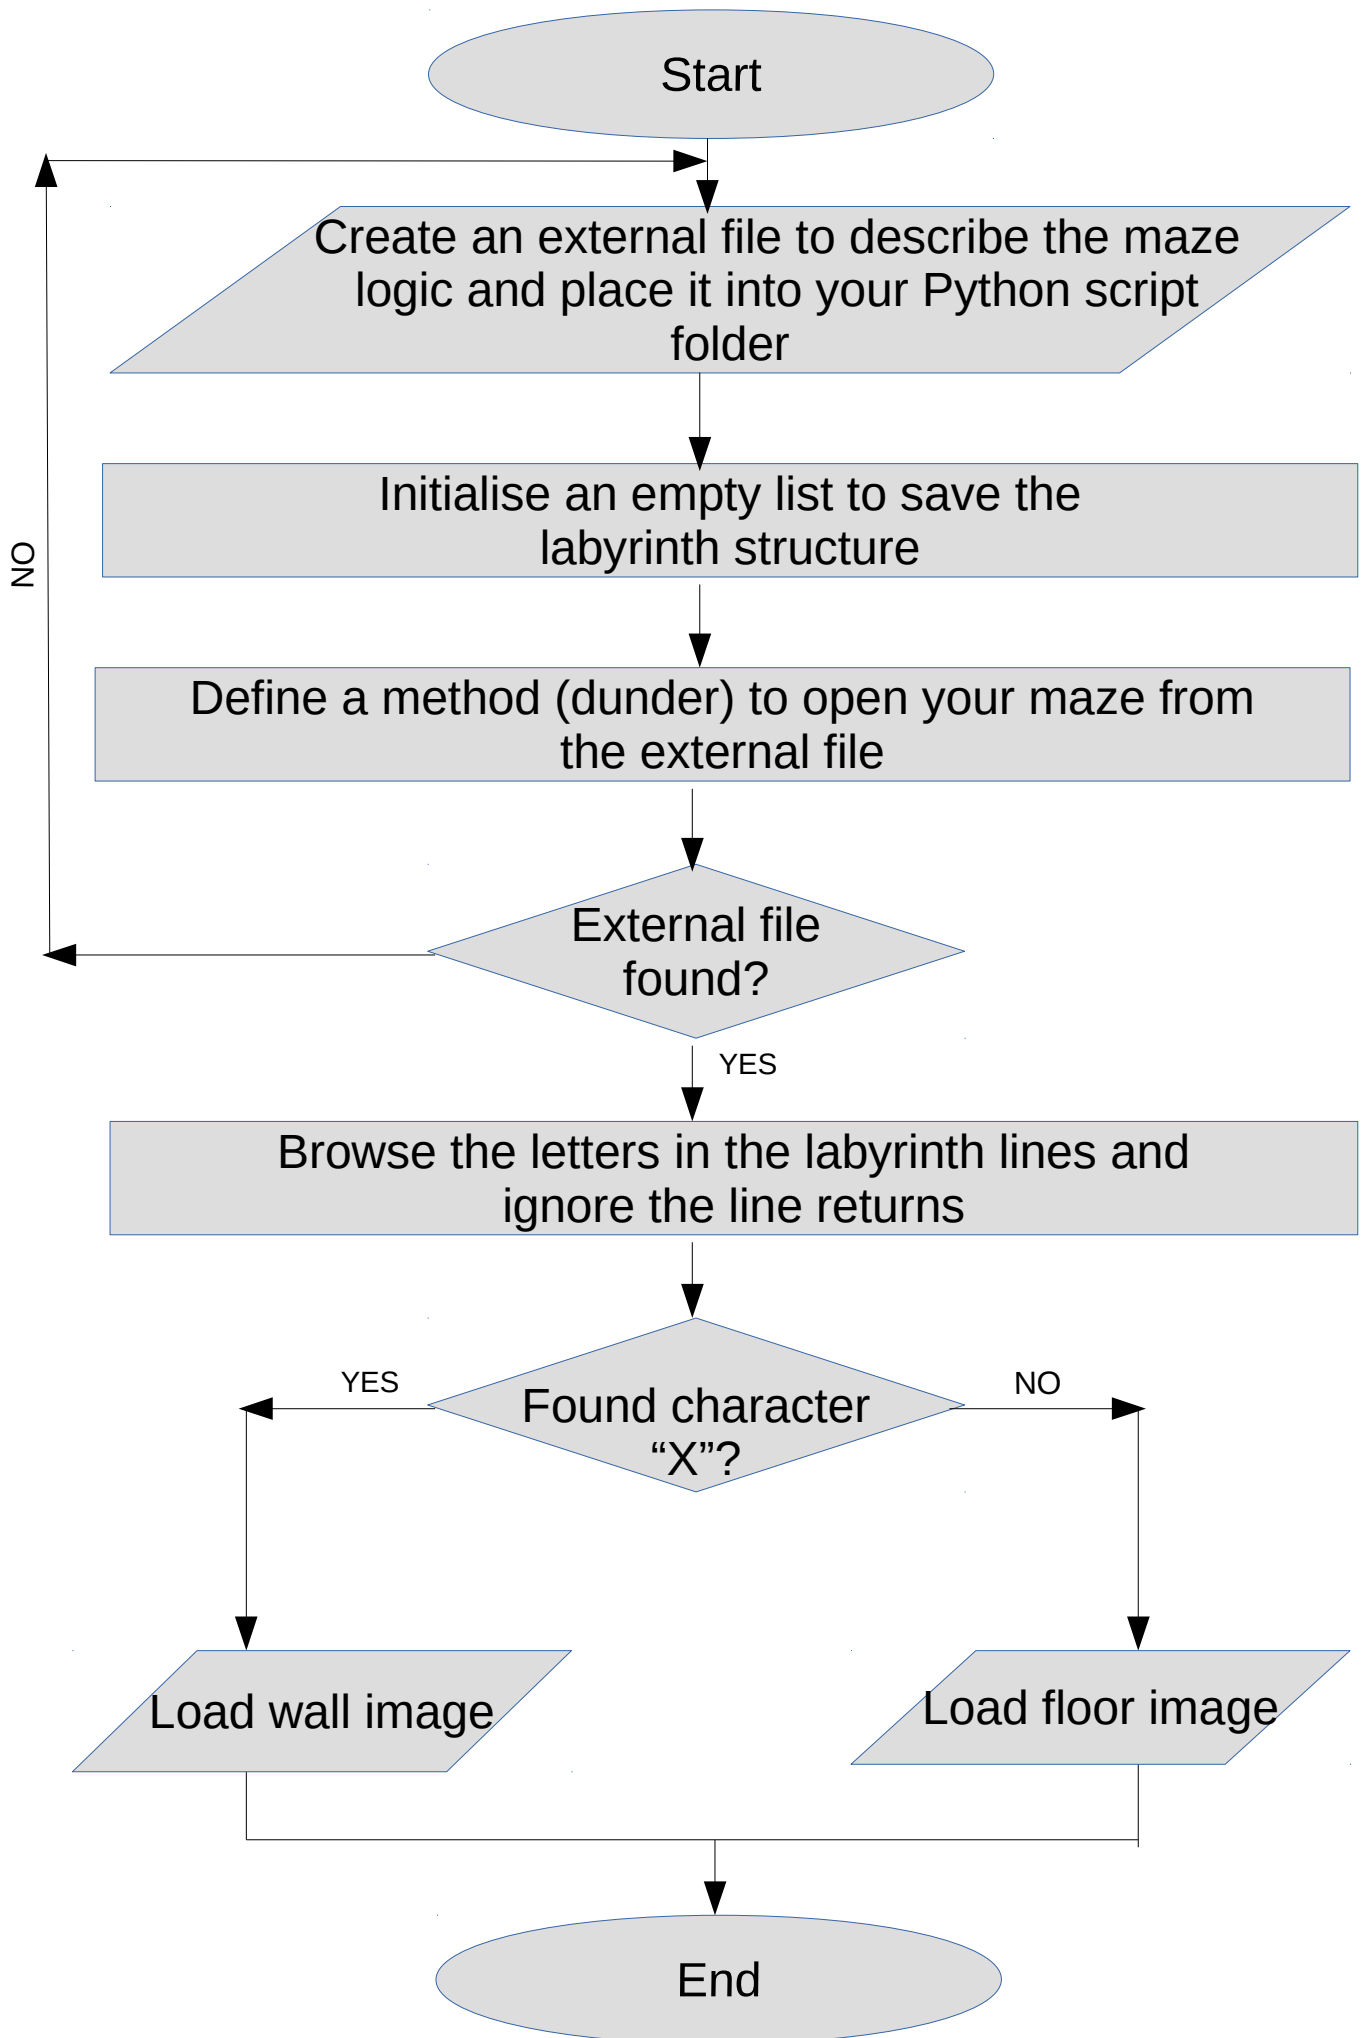 Start
Create an external file to describe the maze
logic and place it into your Python script
folder
Initialise an empty list to save the
labyrinth structure
NO
Define a method (dunder) to open your maze from
the external file
External file
found?
YES
Browse the letters in the labyrinth lines and
ignore the line returns
YES
NO
Found character
“X”?
Load wall image
Load floor image
End